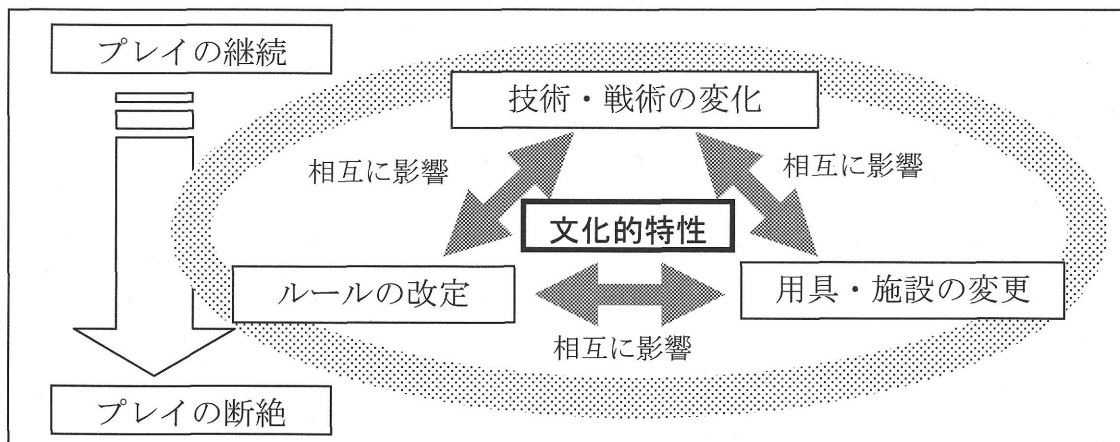 プレイの継続
技術・戦術の変化
相互に影響
相互に影響
文化的特性
ルールの改定
用具・施設の変更
相互に影響
プレイの断絶